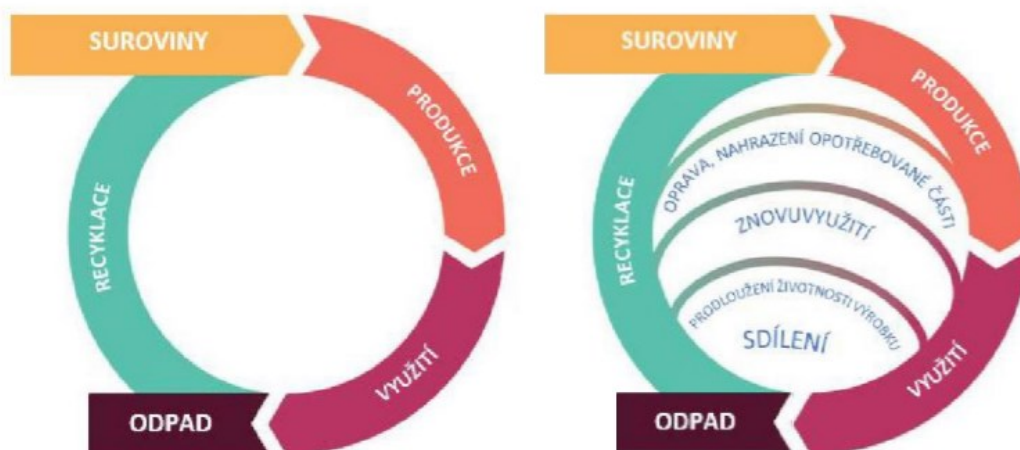 SUROVINY
PRODUKCE
RECYKLACE
VYUŽITÍ
ODPAD
SUROVINY
PRODUKCE
OPRAVA, NAHRAZENÍ OPOTŘEBOVANÉ ČÁSTI
RECYKLACE
ZNOVUVYUŽITÍ
PRODLOUŽENÍ ŽIVOTNOSTI VÝROBKU
SDÍLENÍ
VYUŽITÍ
ODPAD